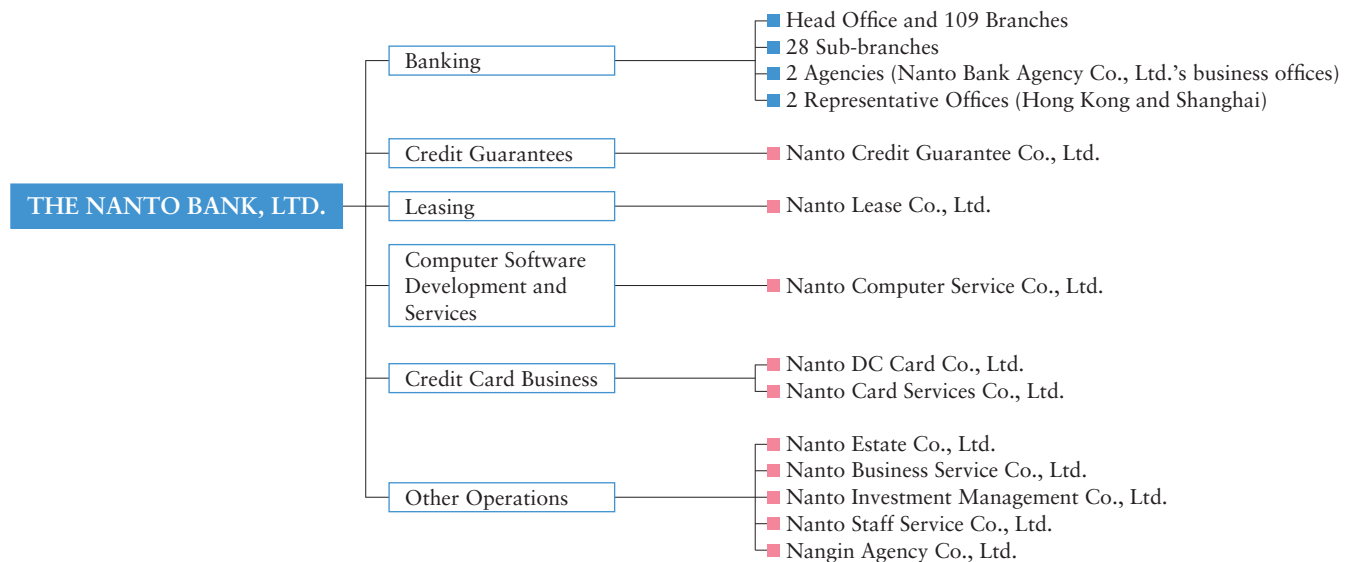 THE NANTO BANK, LTD.
Banking
Head Office and 109 Branches
28 Sub-branches
2 Agencies (Nanto Bank Agency Co., Ltd.'s business offices)
2 Representative Offices (Hong Kong and Shanghai)
Credit Guarantees
Nanto Credit Guarantee Co., Ltd.
Leasing
Nanto Lease Co., Ltd.
Computer Software
Development and
Services
Nanto Computer Service Co., Ltd.
Credit Card Business
Nanto DC Card Co., Ltd.
Nanto Card Services Co., Ltd.
Other Operations
Nanto Estate Co., Ltd.
Nanto Business Service Co., Ltd.
Nanto Investment Management Co., Ltd.
Nanto Staff Service Co., Ltd.
Nangin Agency Co., Ltd.